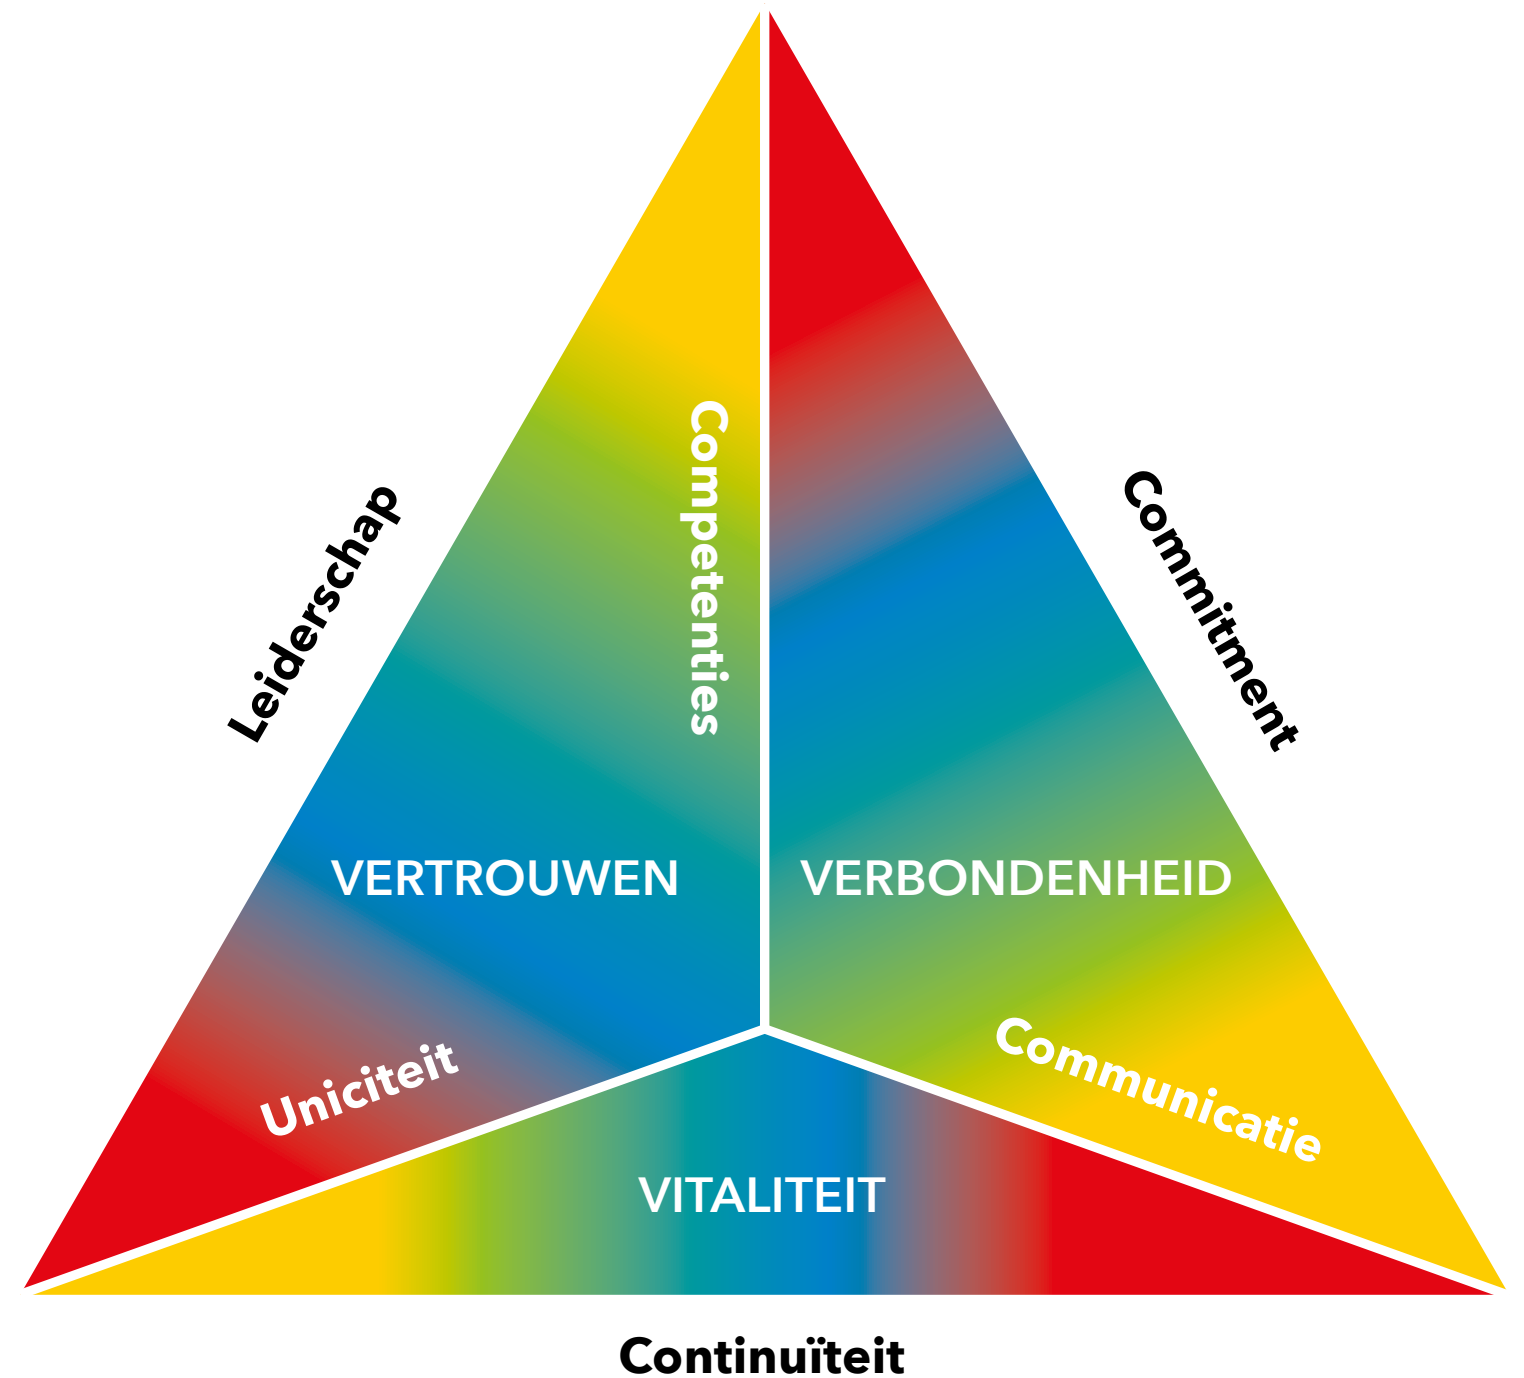 Competenties
Leiderschap
Commitment
VERTROUWEN
VERBONDENHEID
Uniciteit
Communicatie
VITALITEIT
Continuïteit